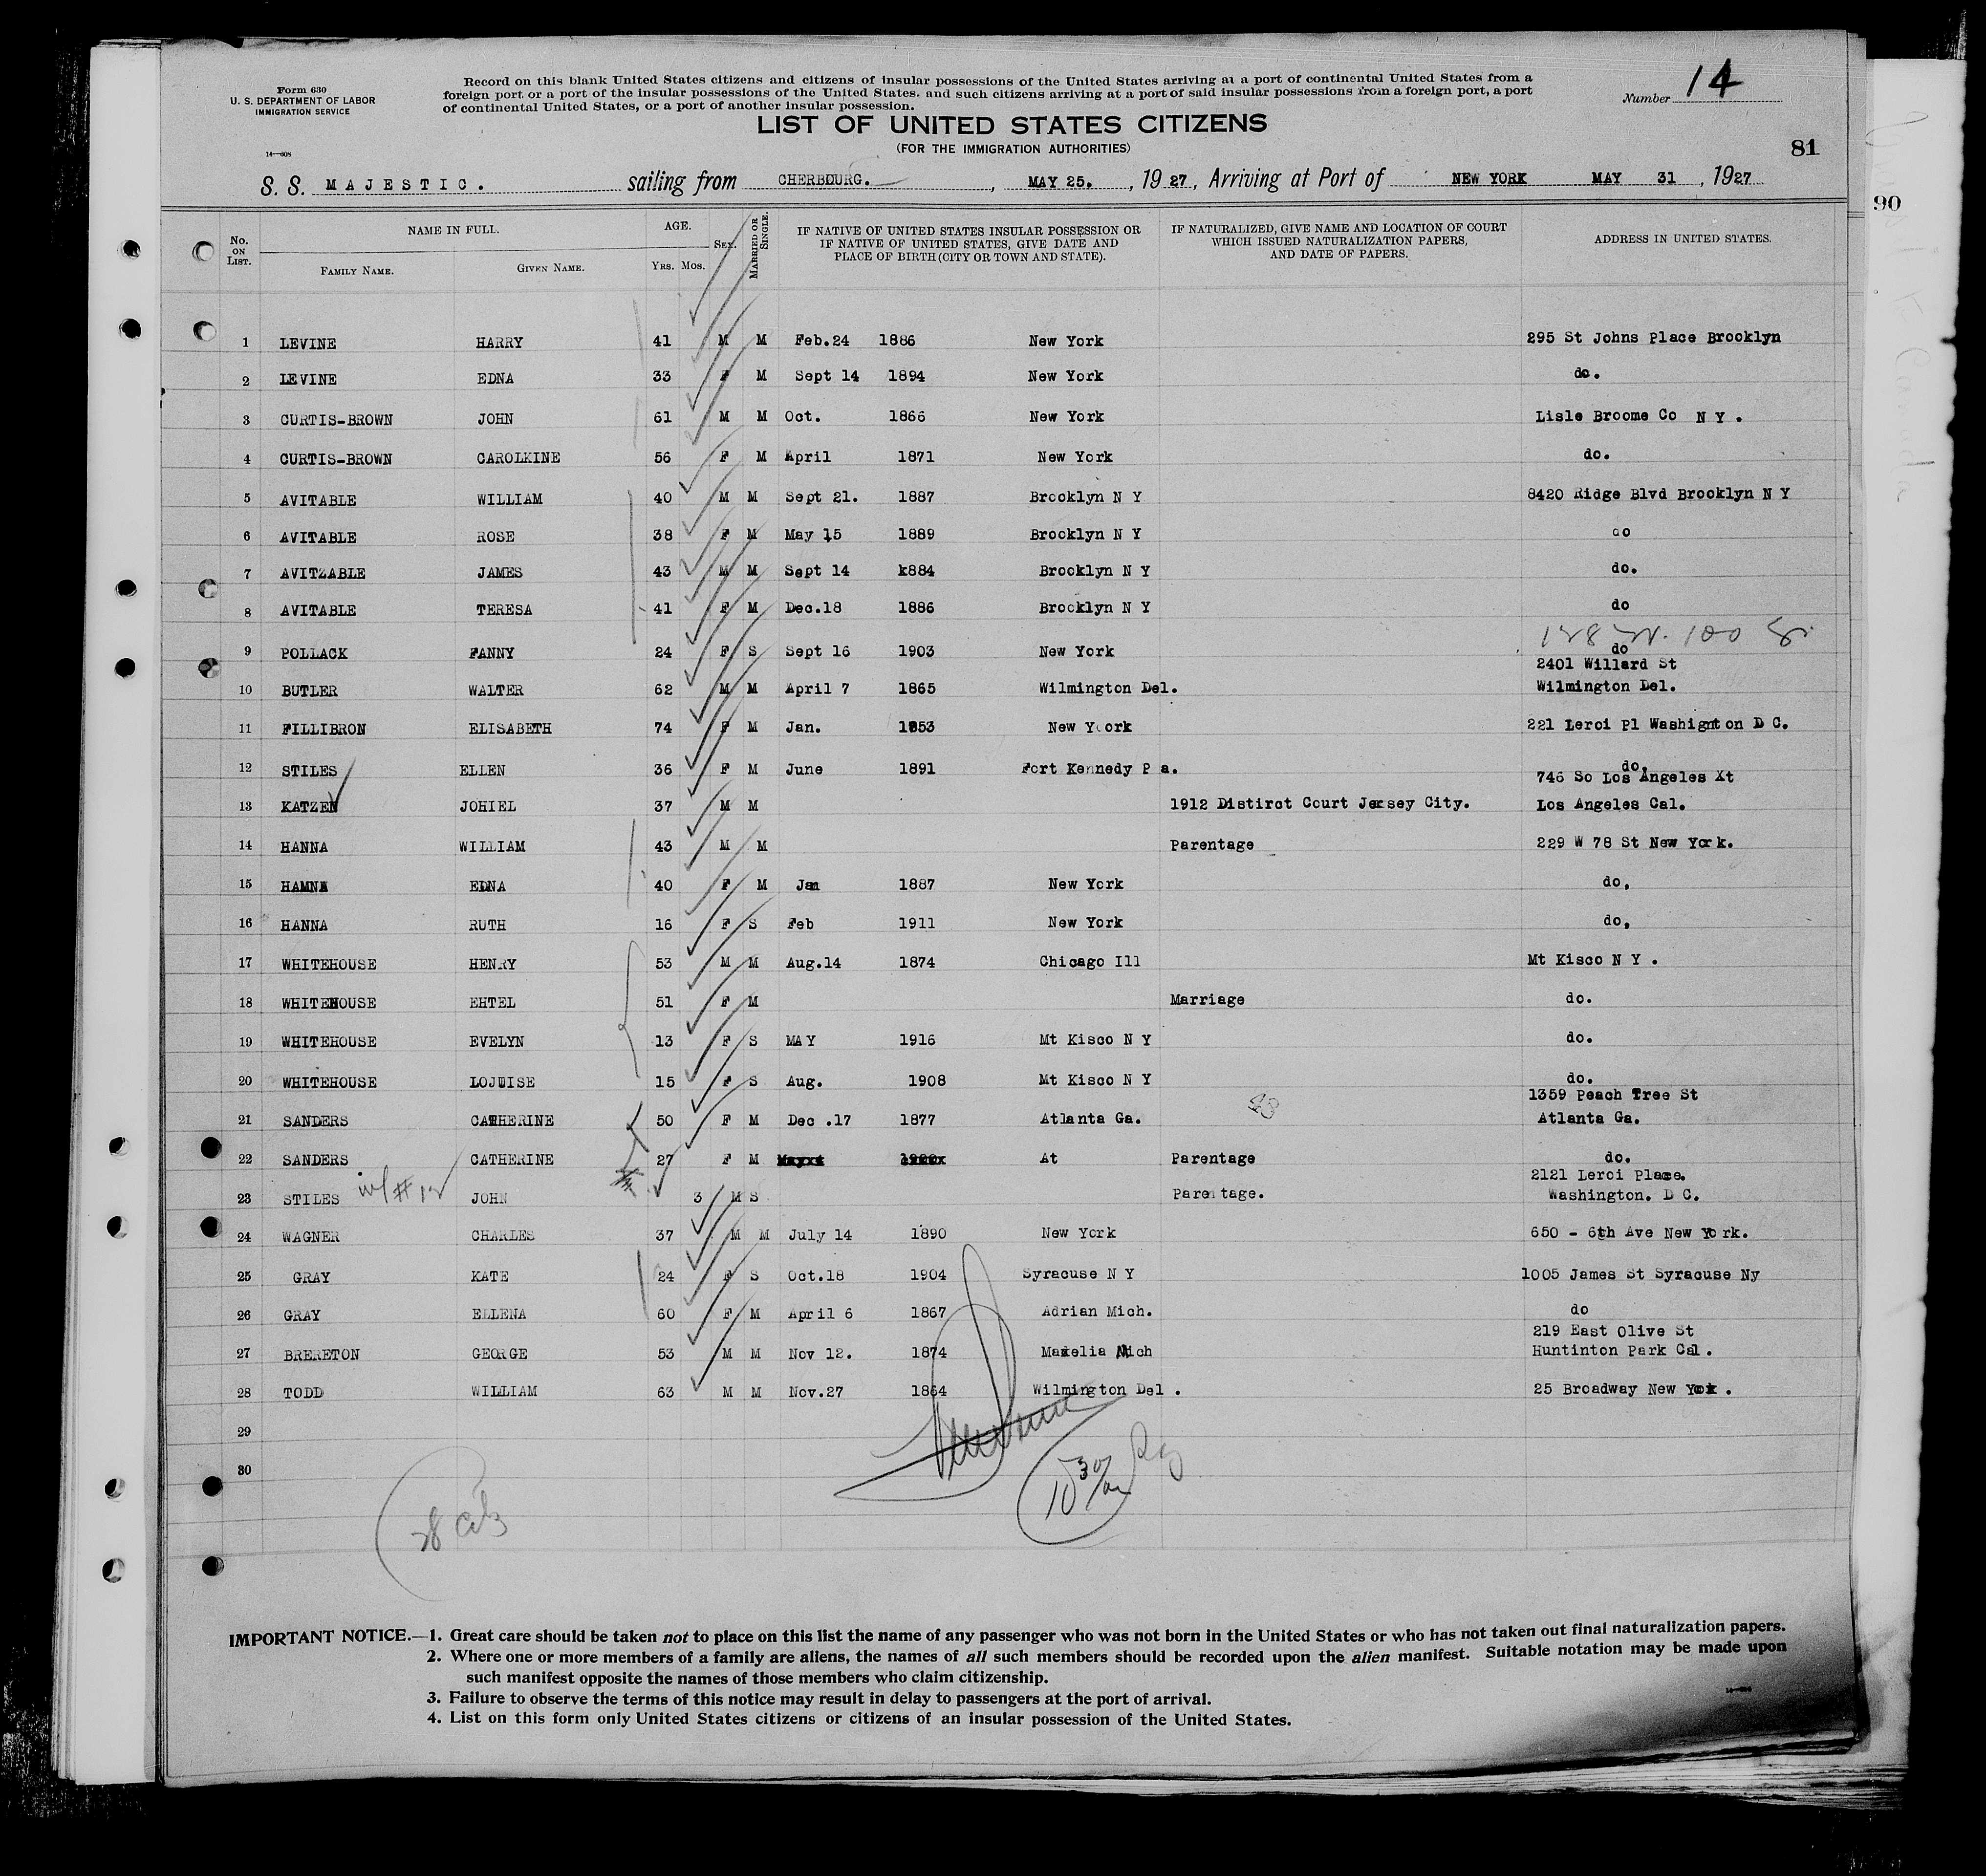 Form 630
U. S. DEPARTMENT OF LABOR
IMMIGRATION SERVICE
14—608
Record on this blank United States citizens and citizens of insular possessions of the United States arriving at a port of continental United States from a
foreign port or a port of the insular possessions of the United States. and such citizens arriving at a port of said insular possessions from a foreign port, a port
of continental United States, or a port of another insular possession.
Number 14
LIST OF UNITED STATES CITIZENS
(FOR THE IMMIGRATION AUTHORITIES)
81
90
S. S. MAJESTIC. sailing from CHERBOURG. , MAY 25. , 19 27, Arriving at Port of NEW YORK MAY 31 , 1927
No. ON LIST. NAME IN FULL. FAMILY NAME. GIVEN NAME. AGE. YRS. MOS. SEX. MARRIED OR SINGLE. IF NATIVE OF UNITED STATES INSULAR POSSESSION OR IF NATIVE OF UNITED STATES, GIVE DATE AND PLACE OF BIRTH (CITY OR TOWN AND STATE). IF NATURALIZED, GIVE NAME AND LOCATION OF COURT WHICH ISSUED NATURALIZATION PAPERS, AND DATE OF PAPERS. ADDRESS IN UNITED STATES.
1 LEVINE HARRY 41 M M Feb.24 1886 New York 295 St Johns Place Brooklyn
2 LEVINE EDNA 33 F M Sept 14 1894 New York do.
3 CURTIS-BROWN JOHN 61 M M Oct. 1866 New York Lisle Broome Co N Y .
4 CURTIS-BROWN CAROLKINE 56 F M April 1871 New York do.
5 AVITABLE WILLIAM 40 M M Sept 21. 1887 Brooklyn N Y 8420 Ridge Blvd Brooklyn N Y
6 AVITABLE ROSE 38 F M May 15 1889 Brooklyn N Y do
7 AVITZABLE JAMES 43 M M Sept 14 k884 Brooklyn N Y do.
8 AVITABLE TERESA 41 F M Dec.18 1886 Brooklyn N Y do
128 W. 100 St.
9 POLLACK FANNY 24 F S Sept 16 1903 New York do
2401 Willard St
10 BUTLER WALTER 62 M M April 7 1865 Wilmington Del. Wilmington Del.
11 FILLIBRON ELISABETH 74 F M Jan. 1853 New Y ork 221 Leroi Pl Washignton D C.
12 STILES ELLEN 36 F M June 1891 Fort Kennedy P a. do.
746 So Los Angeles Xt
13 KATZEN JOHIEL 37 M M 1912 Distirct Court Jersey City. Los Angeles Cal.
14 HANNA WILLIAM 43 M M Parentage 229 W 78 St New York.
15 HANNA EDNA 40 F M Jan 1887 New York do,
16 HANNA RUTH 16 F S Feb 1911 New York do,
17 WHITEHOUSE HENRY 53 M M Aug.14 1874 Chicago Ill Mt Kisco N Y .
18 WHITEHOUSE EHTEL 51 F M Marriage do.
19 WHITEHOUSE EVELYN 13 F S MAY 1916 Mt Kisco N Y do.
20 WHITEHOUSE LOJUISE 15 F S Aug. 1908 Mt Kisco N Y do.
1359 Peach Tree St
21 SANDERS CATHERINE 50 F M Dec .17 1877 Atlanta Ga. Atlanta Ga.
22 SANDERS CATHERINE 27 F M At Parentage do.
2121 Leroi Place.
23 STILES w/ #12 JOHN 3 M S Parentage. Washington. D C.
24 WAGNER CHARLES 37 M M July 14 1890 New York 650 - 6th Ave New York.
25 GRAY KATE 24 F S Oct.18 1904 Syracuse N Y 1005 James St Syracuse Ny
26 GRAY ELLENA 60 F M April 6 1867 Adrian Mich. do
219 East Olive St
27 BRERETON GEORGE 53 M M Nov 12. 1874 Mich Huntinton Park Cal.
28 TODD WILLIAM 63 M M Nov.27 1864 Wilmington Del . 25 Broadway New York .
29
30
28 Cits
10 30/
IMPORTANT NOTICE.—1. Great care should be taken not to place on this list the name of any passenger who was not born in the United States or who has not taken out final naturalization papers.
2. Where one or more members of a family are aliens, the names of all such members should be recorded upon the alien manifest. Suitable notation may be made upon
such manifest opposite the names of those members who claim citizenship.
3. Failure to observe the terms of this notice may result in delay to passengers at the port of arrival.
4. List on this form only United States citizens or citizens of an insular possession of the United States.